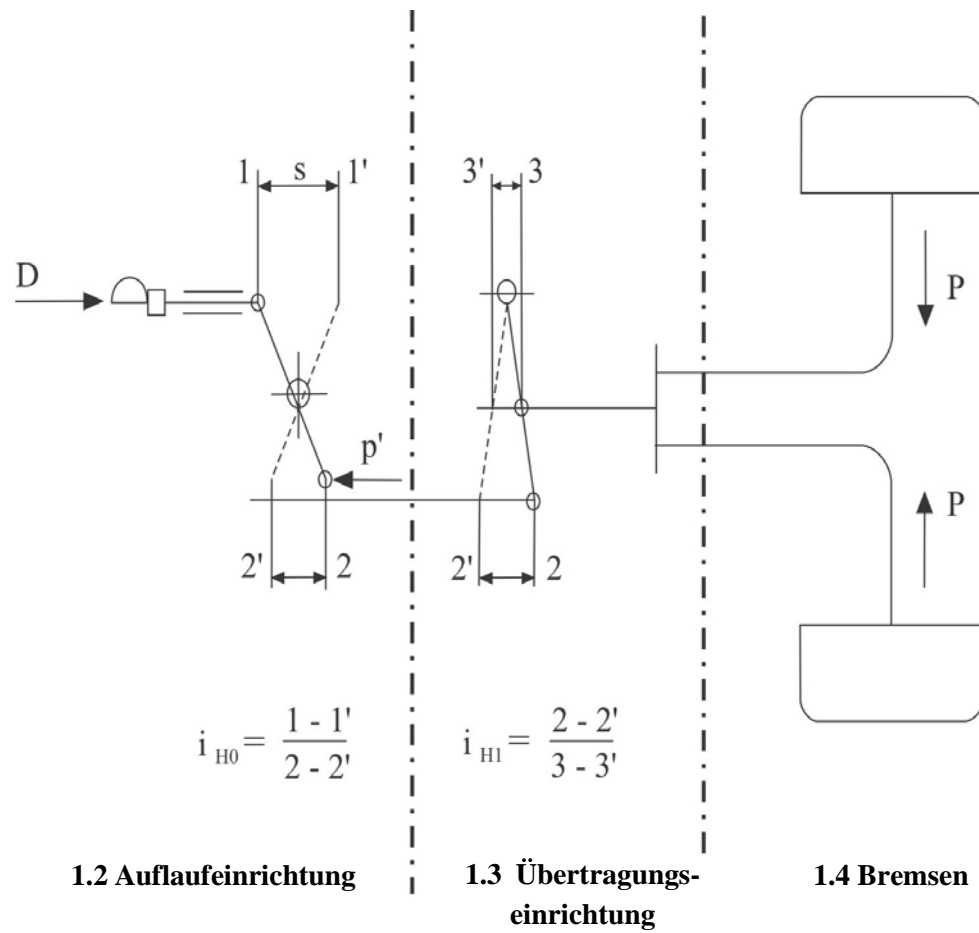 1 s 1' 3' 3
D
P
p'
P
2' 2 2' 2
i H0 = 1 - 1' / 2 - 2'
i H1 = 2 - 2' / 3 - 3'
1.2 Auflaufeinrichtung
1.3 Übertragungs-
einrichtung
1.4 Bremsen